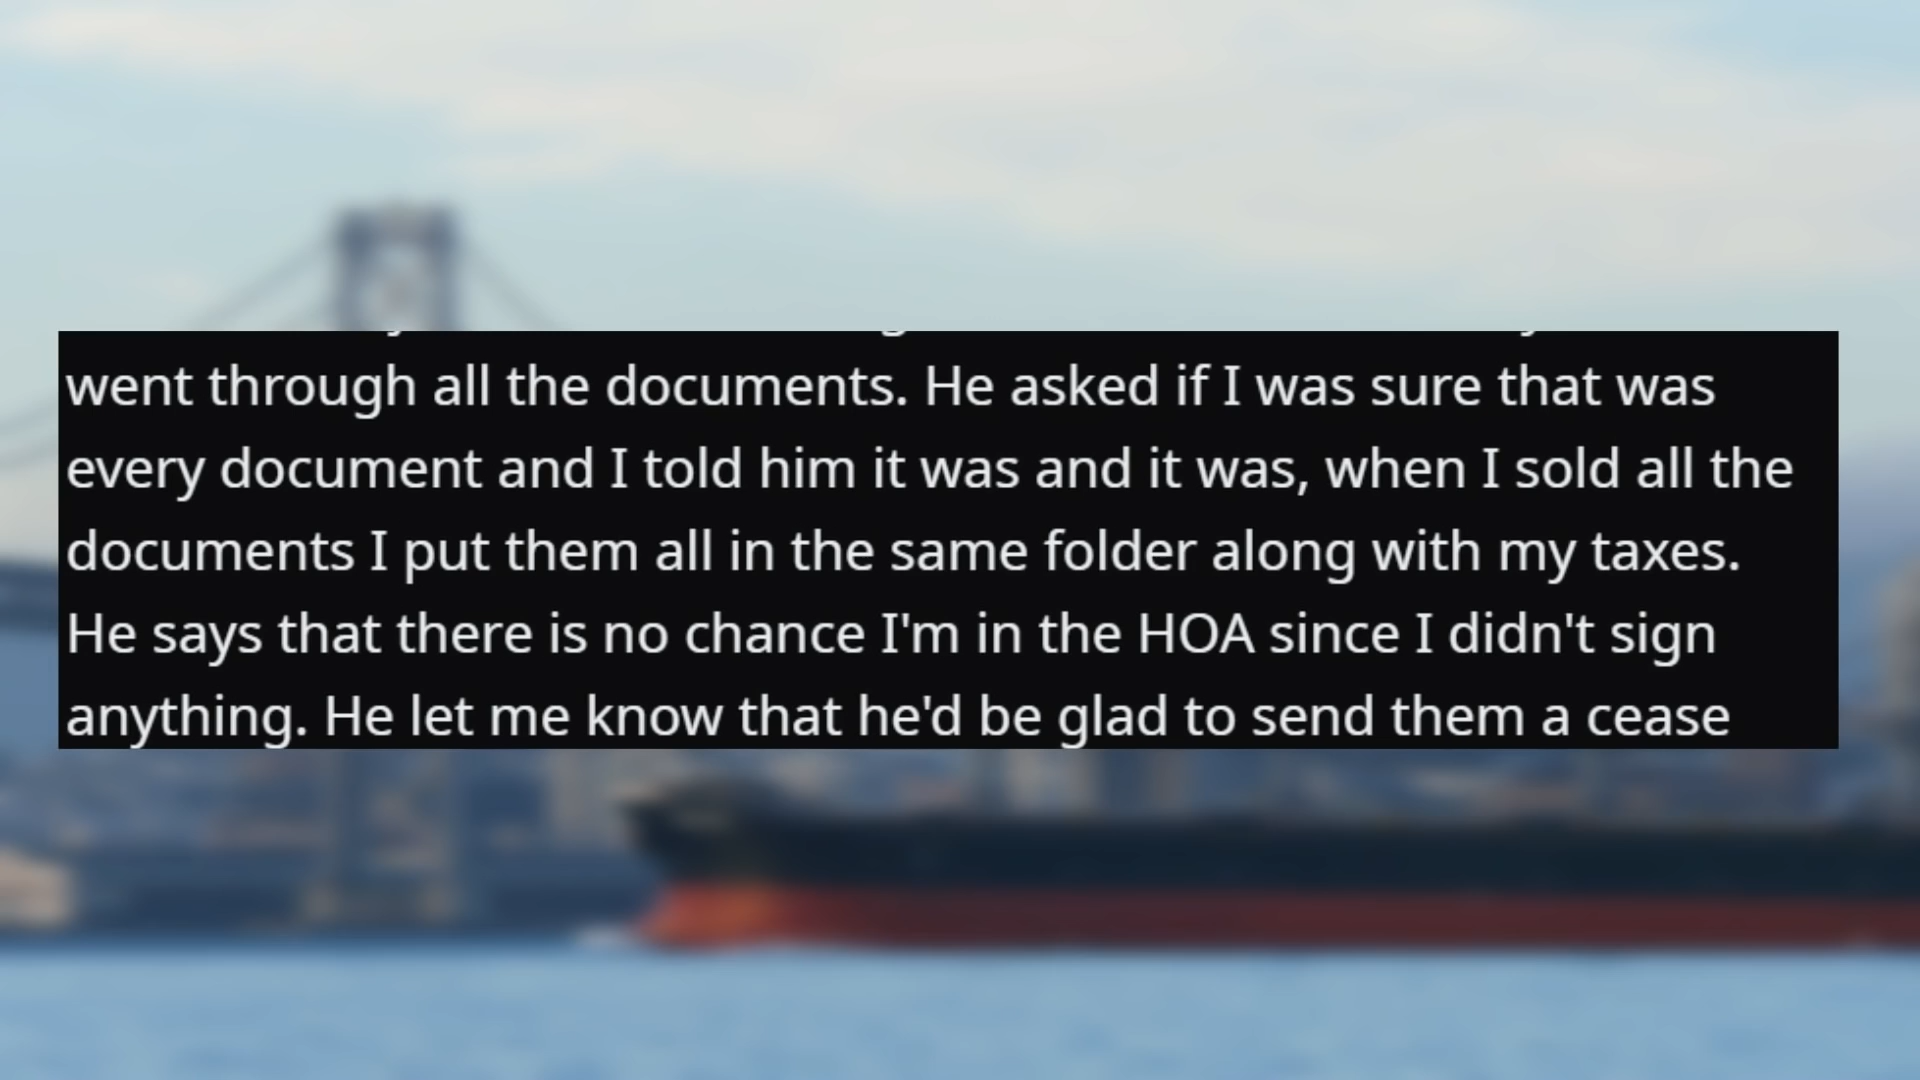 went through all the documents. He asked if I was sure that was
every document and I told him it was and it was, when I sold all the
documents I put them all in the same folder along with my taxes.
He says that there is no chance I'm in the HOA since I didn't sign
anything. He let me know that he'd be glad to send them a cease